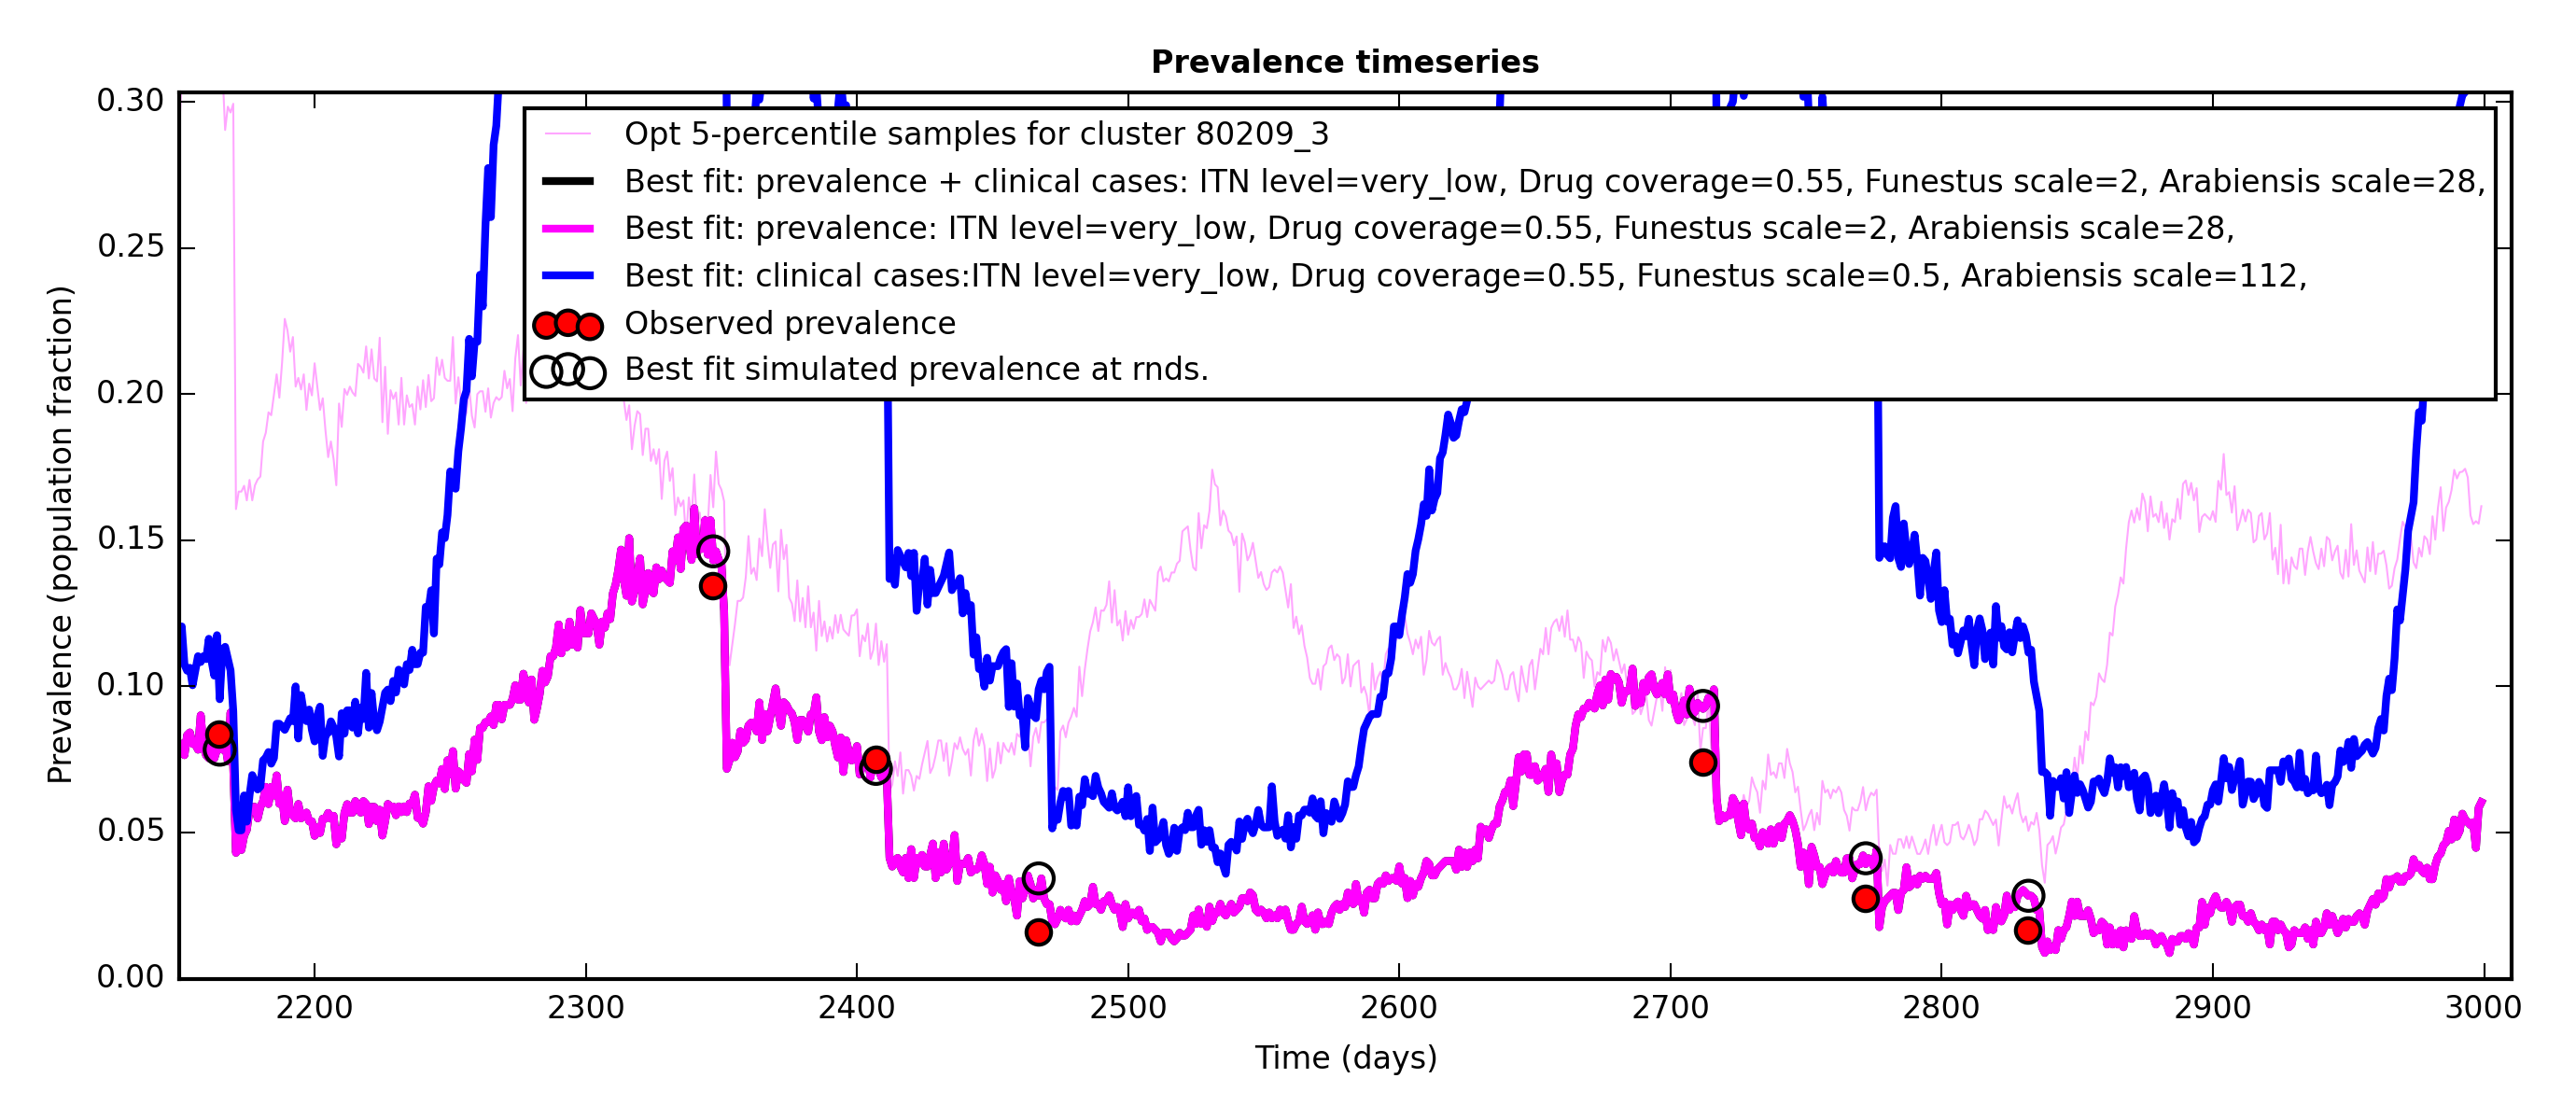 Prevalence timeseries
Opt 5-percentile samples for cluster 80209_3
Best fit: prevalence + clinical cases: ITN level=very_low, Drug coverage=0.55, Funestus scale=2, Arabiensis scale=28,
Best fit: prevalence: ITN level=very_low, Drug coverage=0.55, Funestus scale=2, Arabiensis scale=28,
Best fit: clinical cases:ITN level=very_low, Drug coverage=0.55, Funestus scale=0.5, Arabiensis scale=112,
Observed prevalence
Best fit simulated prevalence at rnds.
Prevalence (population fraction)
0.30
0.25
0.20
0.15
0.10
0.05
0.00
2200 2300 2400 2500 2600 2700 2800 2900 3000
Time (days)